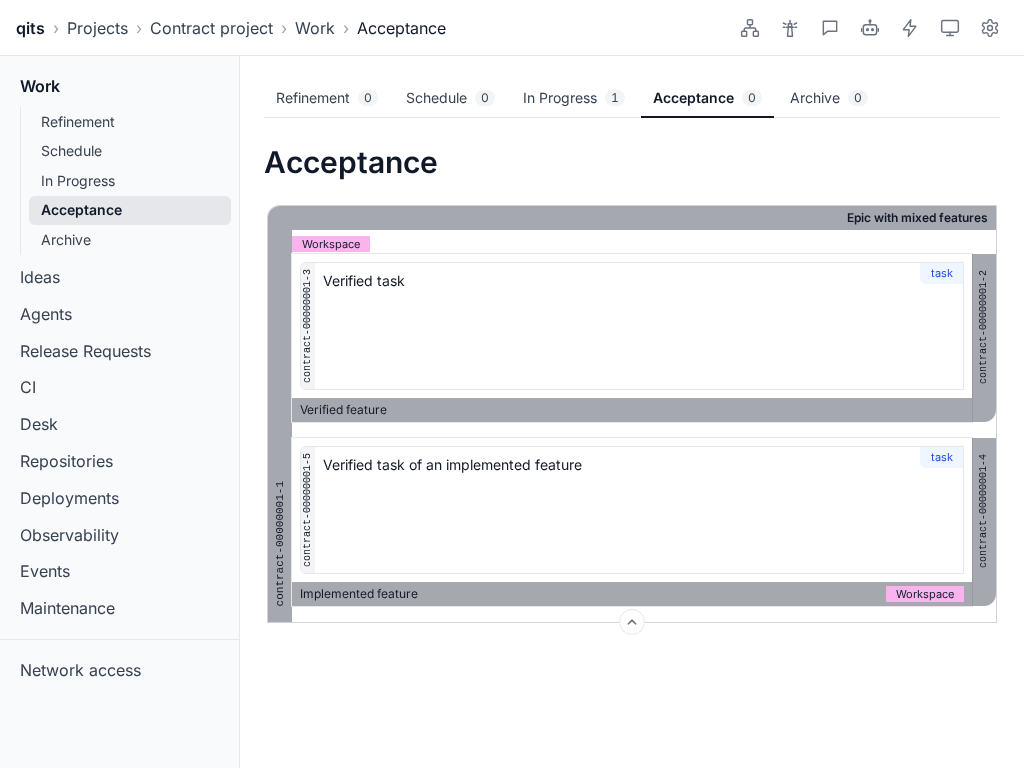 qits › Projects › Contract project › Work › Acceptance
Work
Refinement
Schedule
In Progress
Acceptance
Archive
Ideas
Agents
Release Requests
CI
Desk
Repositories
Deployments
Observability
Events
Maintenance
Network access
Refinement 0 Schedule 0 In Progress 1 Acceptance 0 Archive 0
Acceptance
Epic with mixed features
contract-00000001-1
Workspace
contract-00000001-3
Verified task
task
contract-00000001-2
Verified feature
contract-00000001-5
Verified task of an implemented feature
task
contract-00000001-4
Implemented feature
Workspace